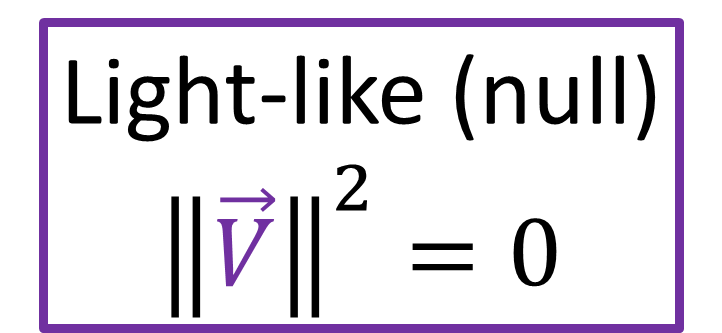 Light-like (null)
‖V⃗‖² = 0